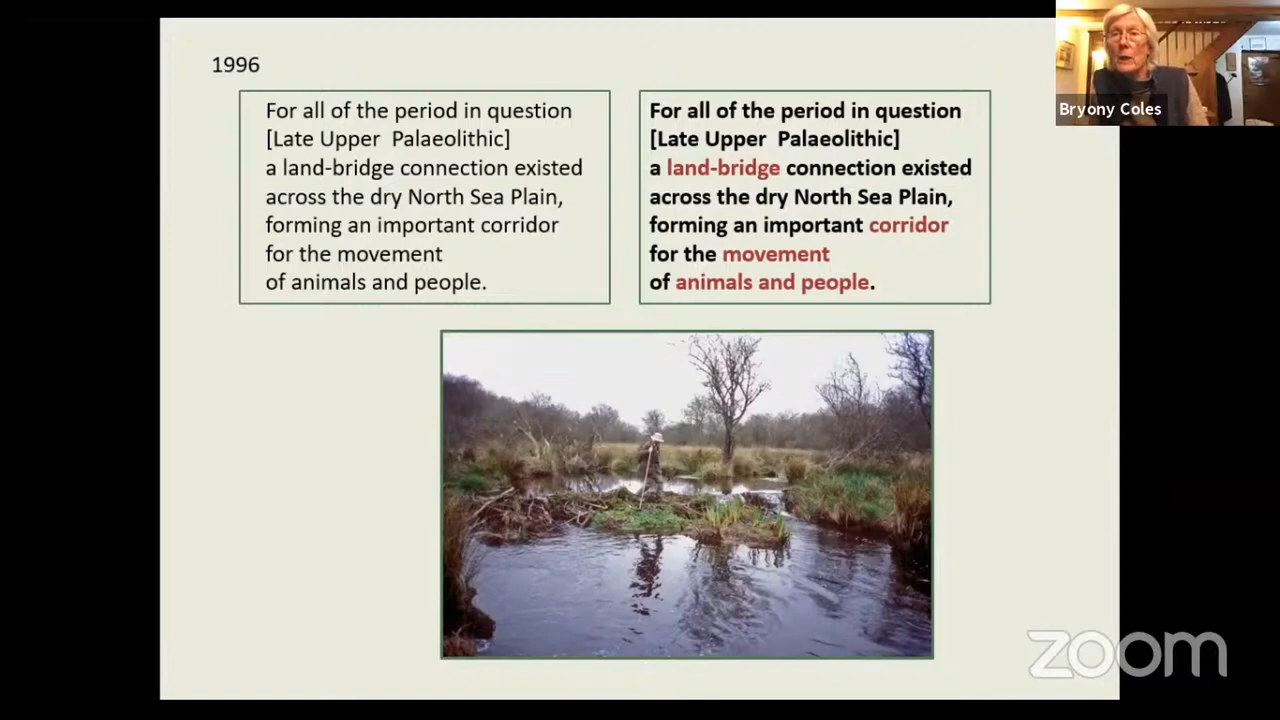 1996
For all of the period in question
[Late Upper Palaeolithic]
a land-bridge connection existed
across the dry North Sea Plain,
forming an important corridor
for the movement
of animals and people.
For all of the period in question
[Late Upper Palaeolithic]
a land-bridge connection existed
across the dry North Sea Plain,
forming an important corridor
for the movement
of animals and people.
Bryony Coles
zoom